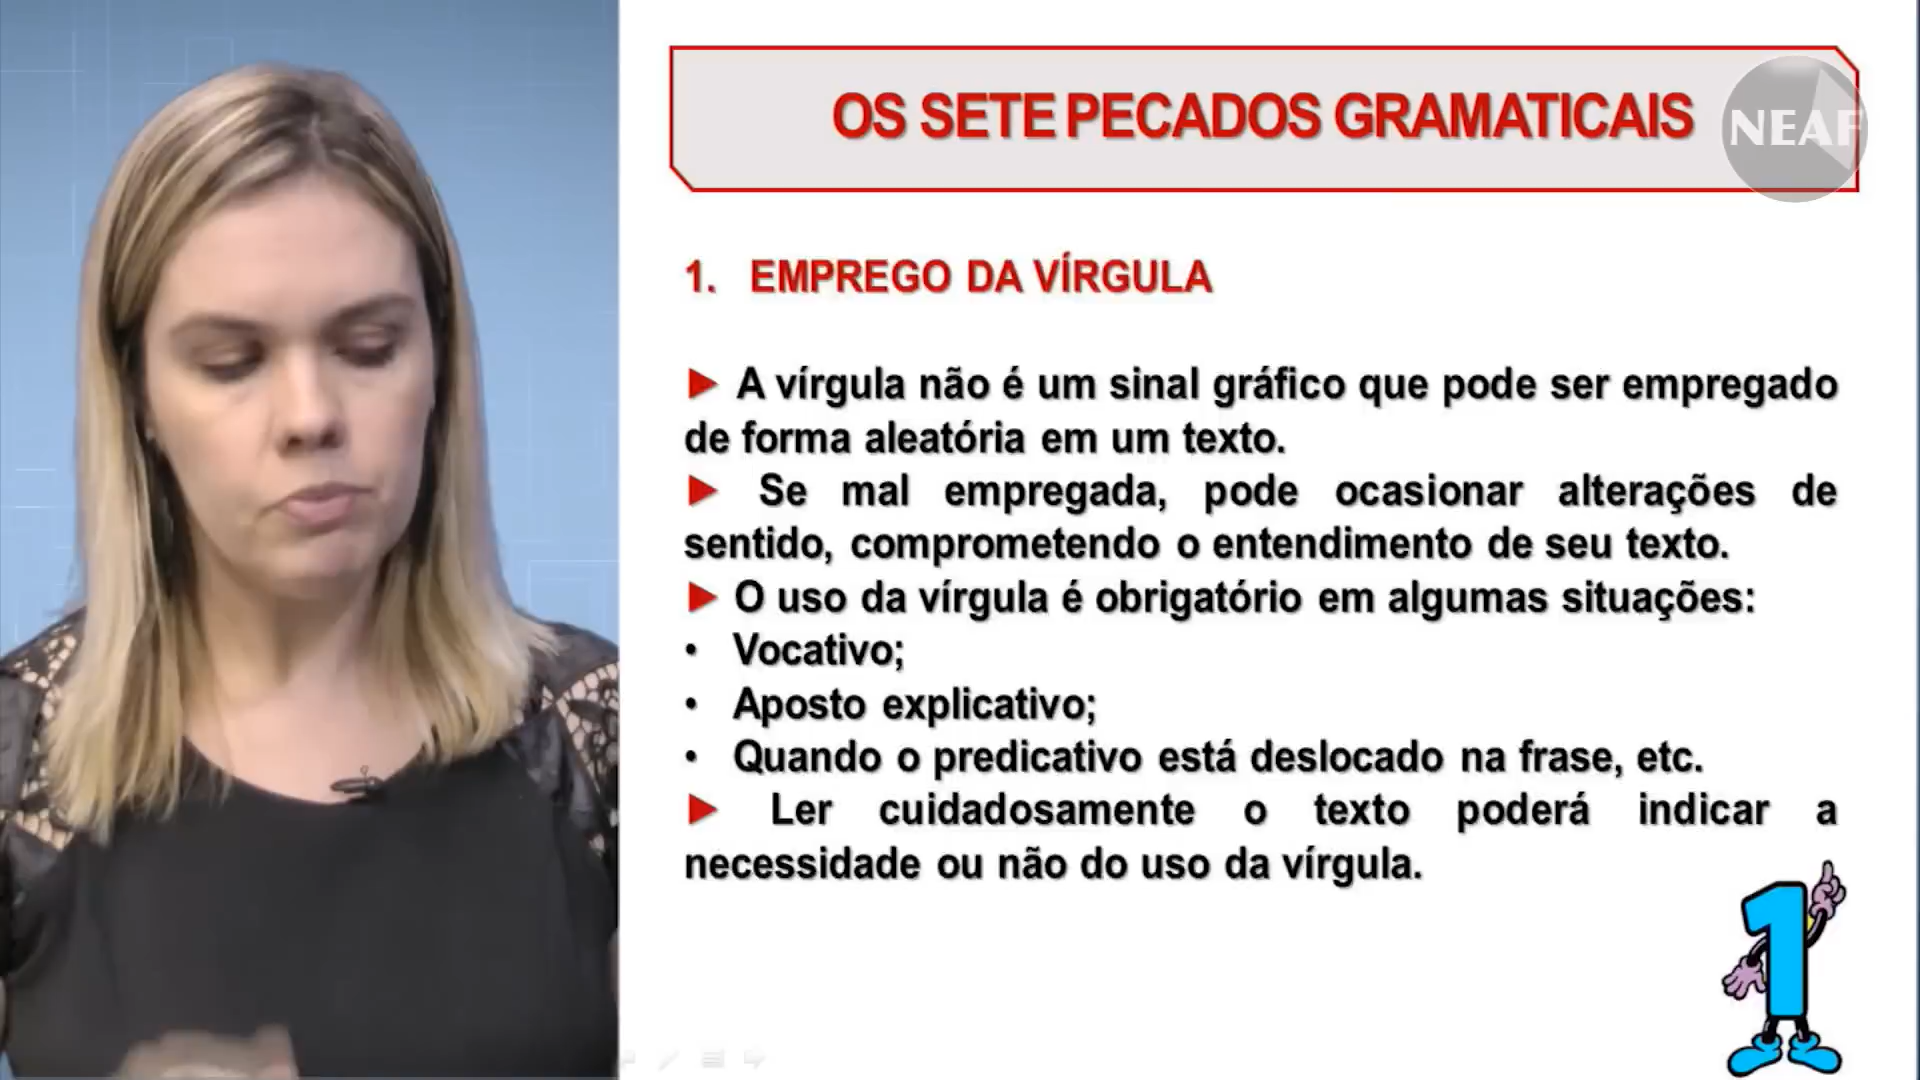 OS SETE PECADOS GRAMATICAIS
NEAF
1. EMPREGO DA VÍRGULA
► A vírgula não é um sinal gráfico que pode ser empregado
de forma aleatória em um texto.
► Se mal empregada, pode ocasionar alterações de
sentido, comprometendo o entendimento de seu texto.
► O uso da vírgula é obrigatório em algumas situações:
• Vocativo;
• Aposto explicativo;
• Quando o predicativo está deslocado na frase, etc.
► Ler cuidadosamente o texto poderá indicar a
necessidade ou não do uso da vírgula.
1